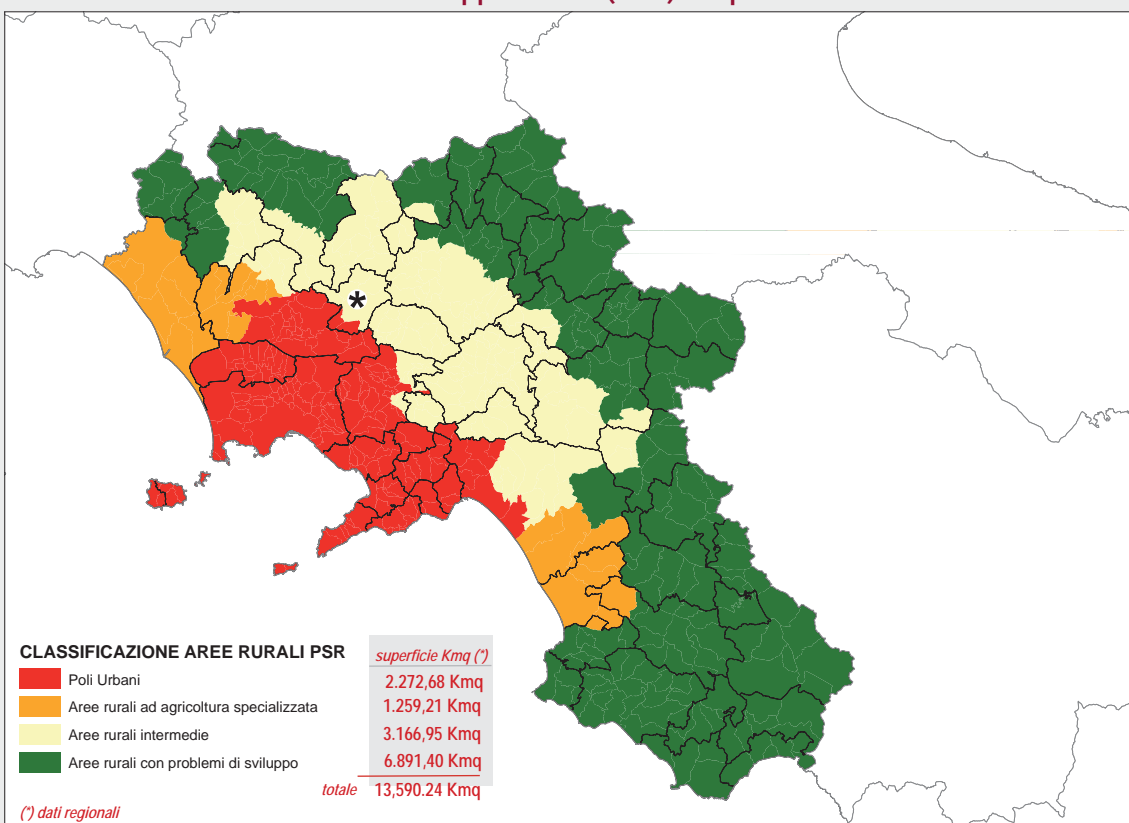 CLASSIFICAZIONE AREE RURALI PSR
superficie Kmq (*)
Poli Urbani 2.272,68 Kmq
Aree rurali ad agricoltura specializzata 1.259,21 Kmq
Aree rurali intermedie 3.166,95 Kmq
Aree rurali con problemi di sviluppo 6.891,40 Kmq
totale 13,590.24 Kmq
(*) dati regionali
*